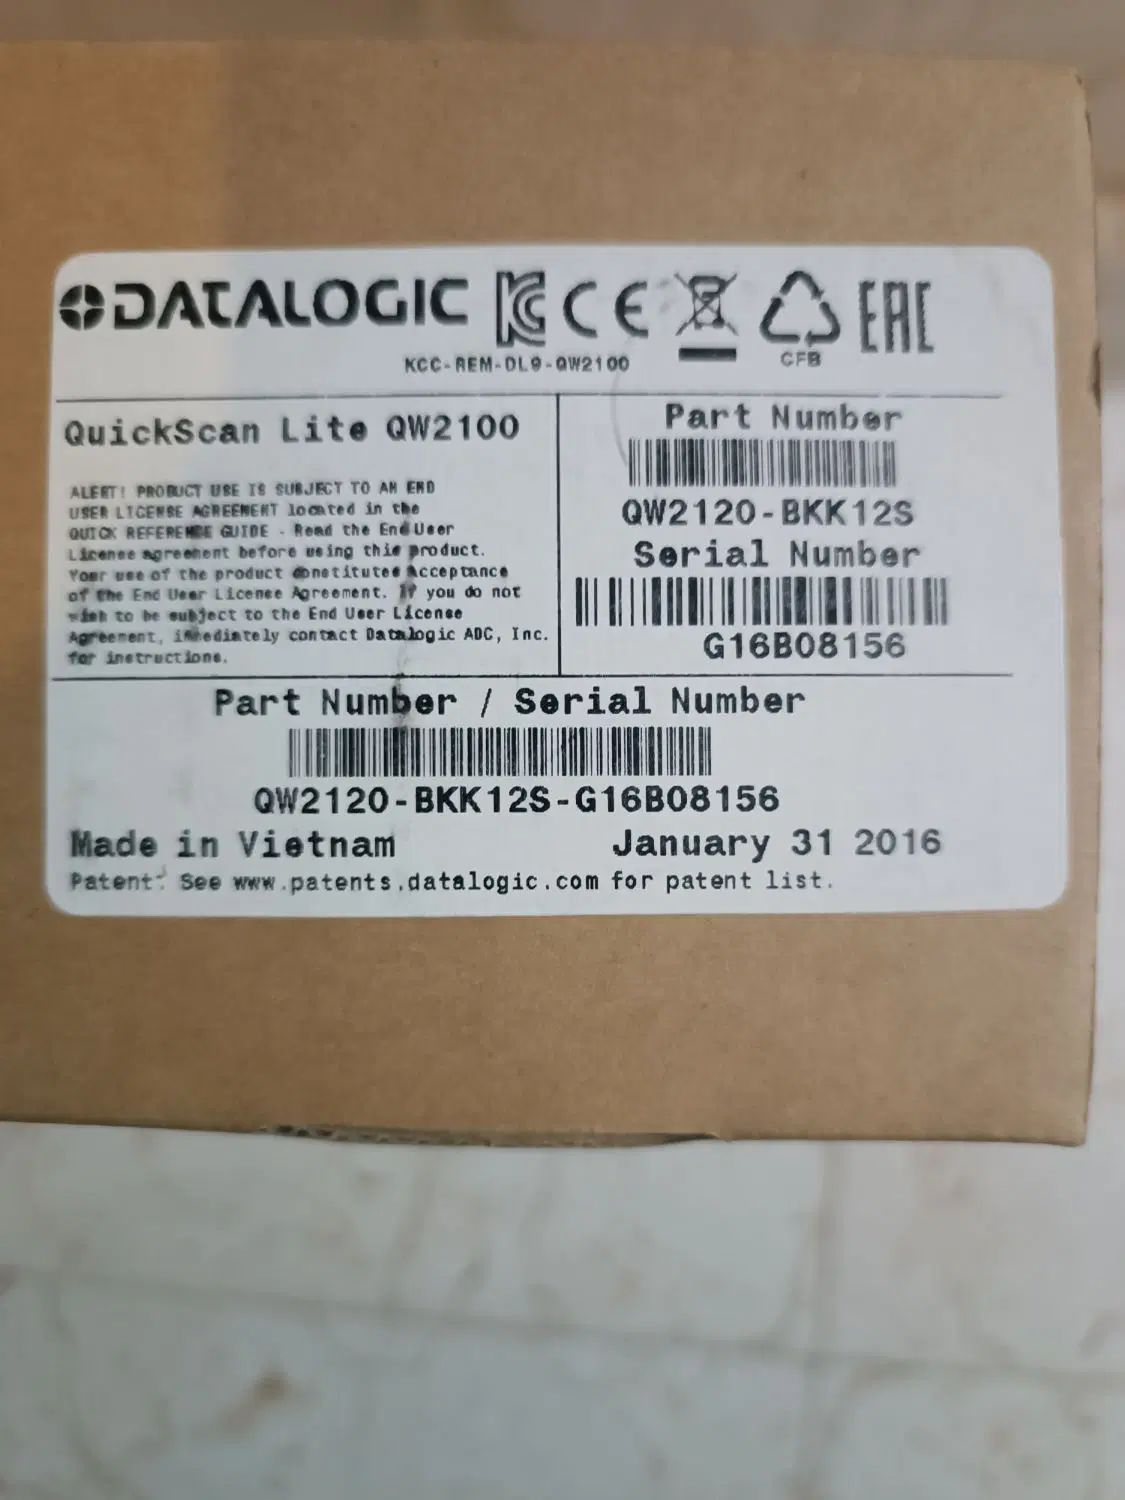 DATALOGIC
KCC-REM-DL9-QW2100
CFB
EAC
QuickScan Lite QW2100
ALERT! PRODUCT USE IS SUBJECT TO AN END
USER LICENSE AGREEMENT located in the
QUICK REFERENCE GUIDE - Read the End User
License agreement before using this product.
Your use of the product constitutes Acceptance
of the End User License Agreement. If you do not
wish to be subject to the End User License
Agreement, immediately contact Datalogic ADC, Inc.
for instructions.
Part Number
QW2120-BKK12S
Serial Number
G16B08156
Part Number / Serial Number
QW2120-BKK12S-G16B08156
Made in Vietnam January 31 2016
Patent: See www.patents.datalogic.com for patent list.